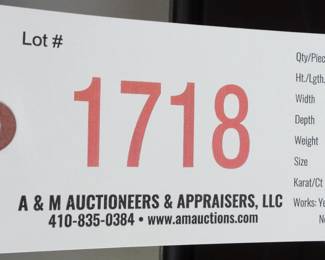 Lot #
1718
A & M AUCTIONEERS & APPRAISERS, LLC
410-835-0384 • www.amauctions.com
Qty/Piec
Ht./Lgth.
Width
Depth
Weight
Size
Karat/Ct
Works: Ye